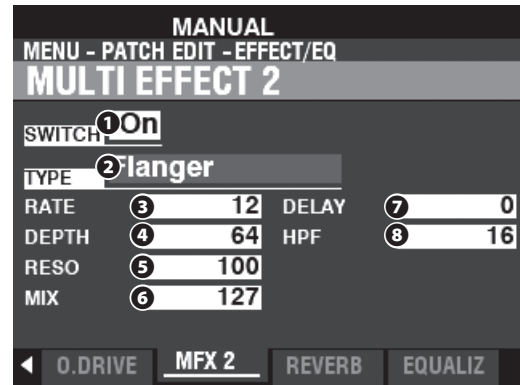 MANUAL
MENU - PATCH EDIT - EFFECT/EQ
MULTI EFFECT 2
SWITCH 1 On
TYPE 2 Flanger
RATE 3 12 DELAY 7 0
DEPTH 4 64 HPF 8 16
RESO 5 100
MIX 6 127
O.DRIVE MFX 2 REVERB EQUALIZ